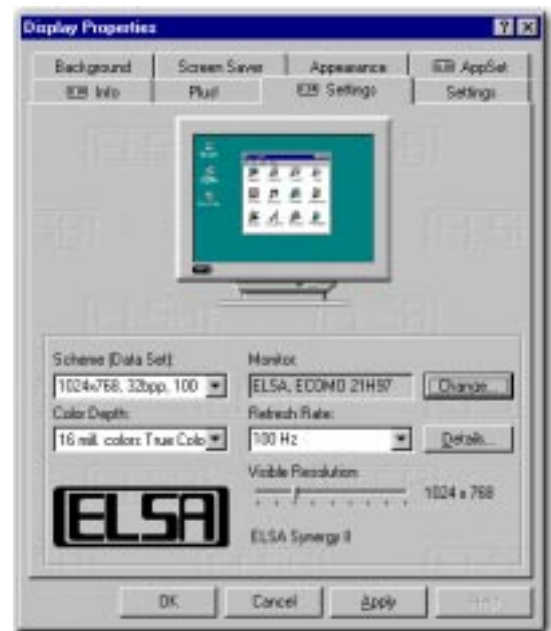 Display Properties
Background
Screen Saver
Appearance
AppSet
Info
Plus!
Settings
Settings
Scheme (Data Set):
Monitor:
1024x768, 32bpp, 100
ELSA, ECOMO 21H97
Change...
Color Depth:
Refresh Rate:
16 mill. colors True Colo
100 Hz
Details...
Visible Resolution:
1024 x 768
ELSA
ELSA Synergy II
OK
Cancel
Apply
Help